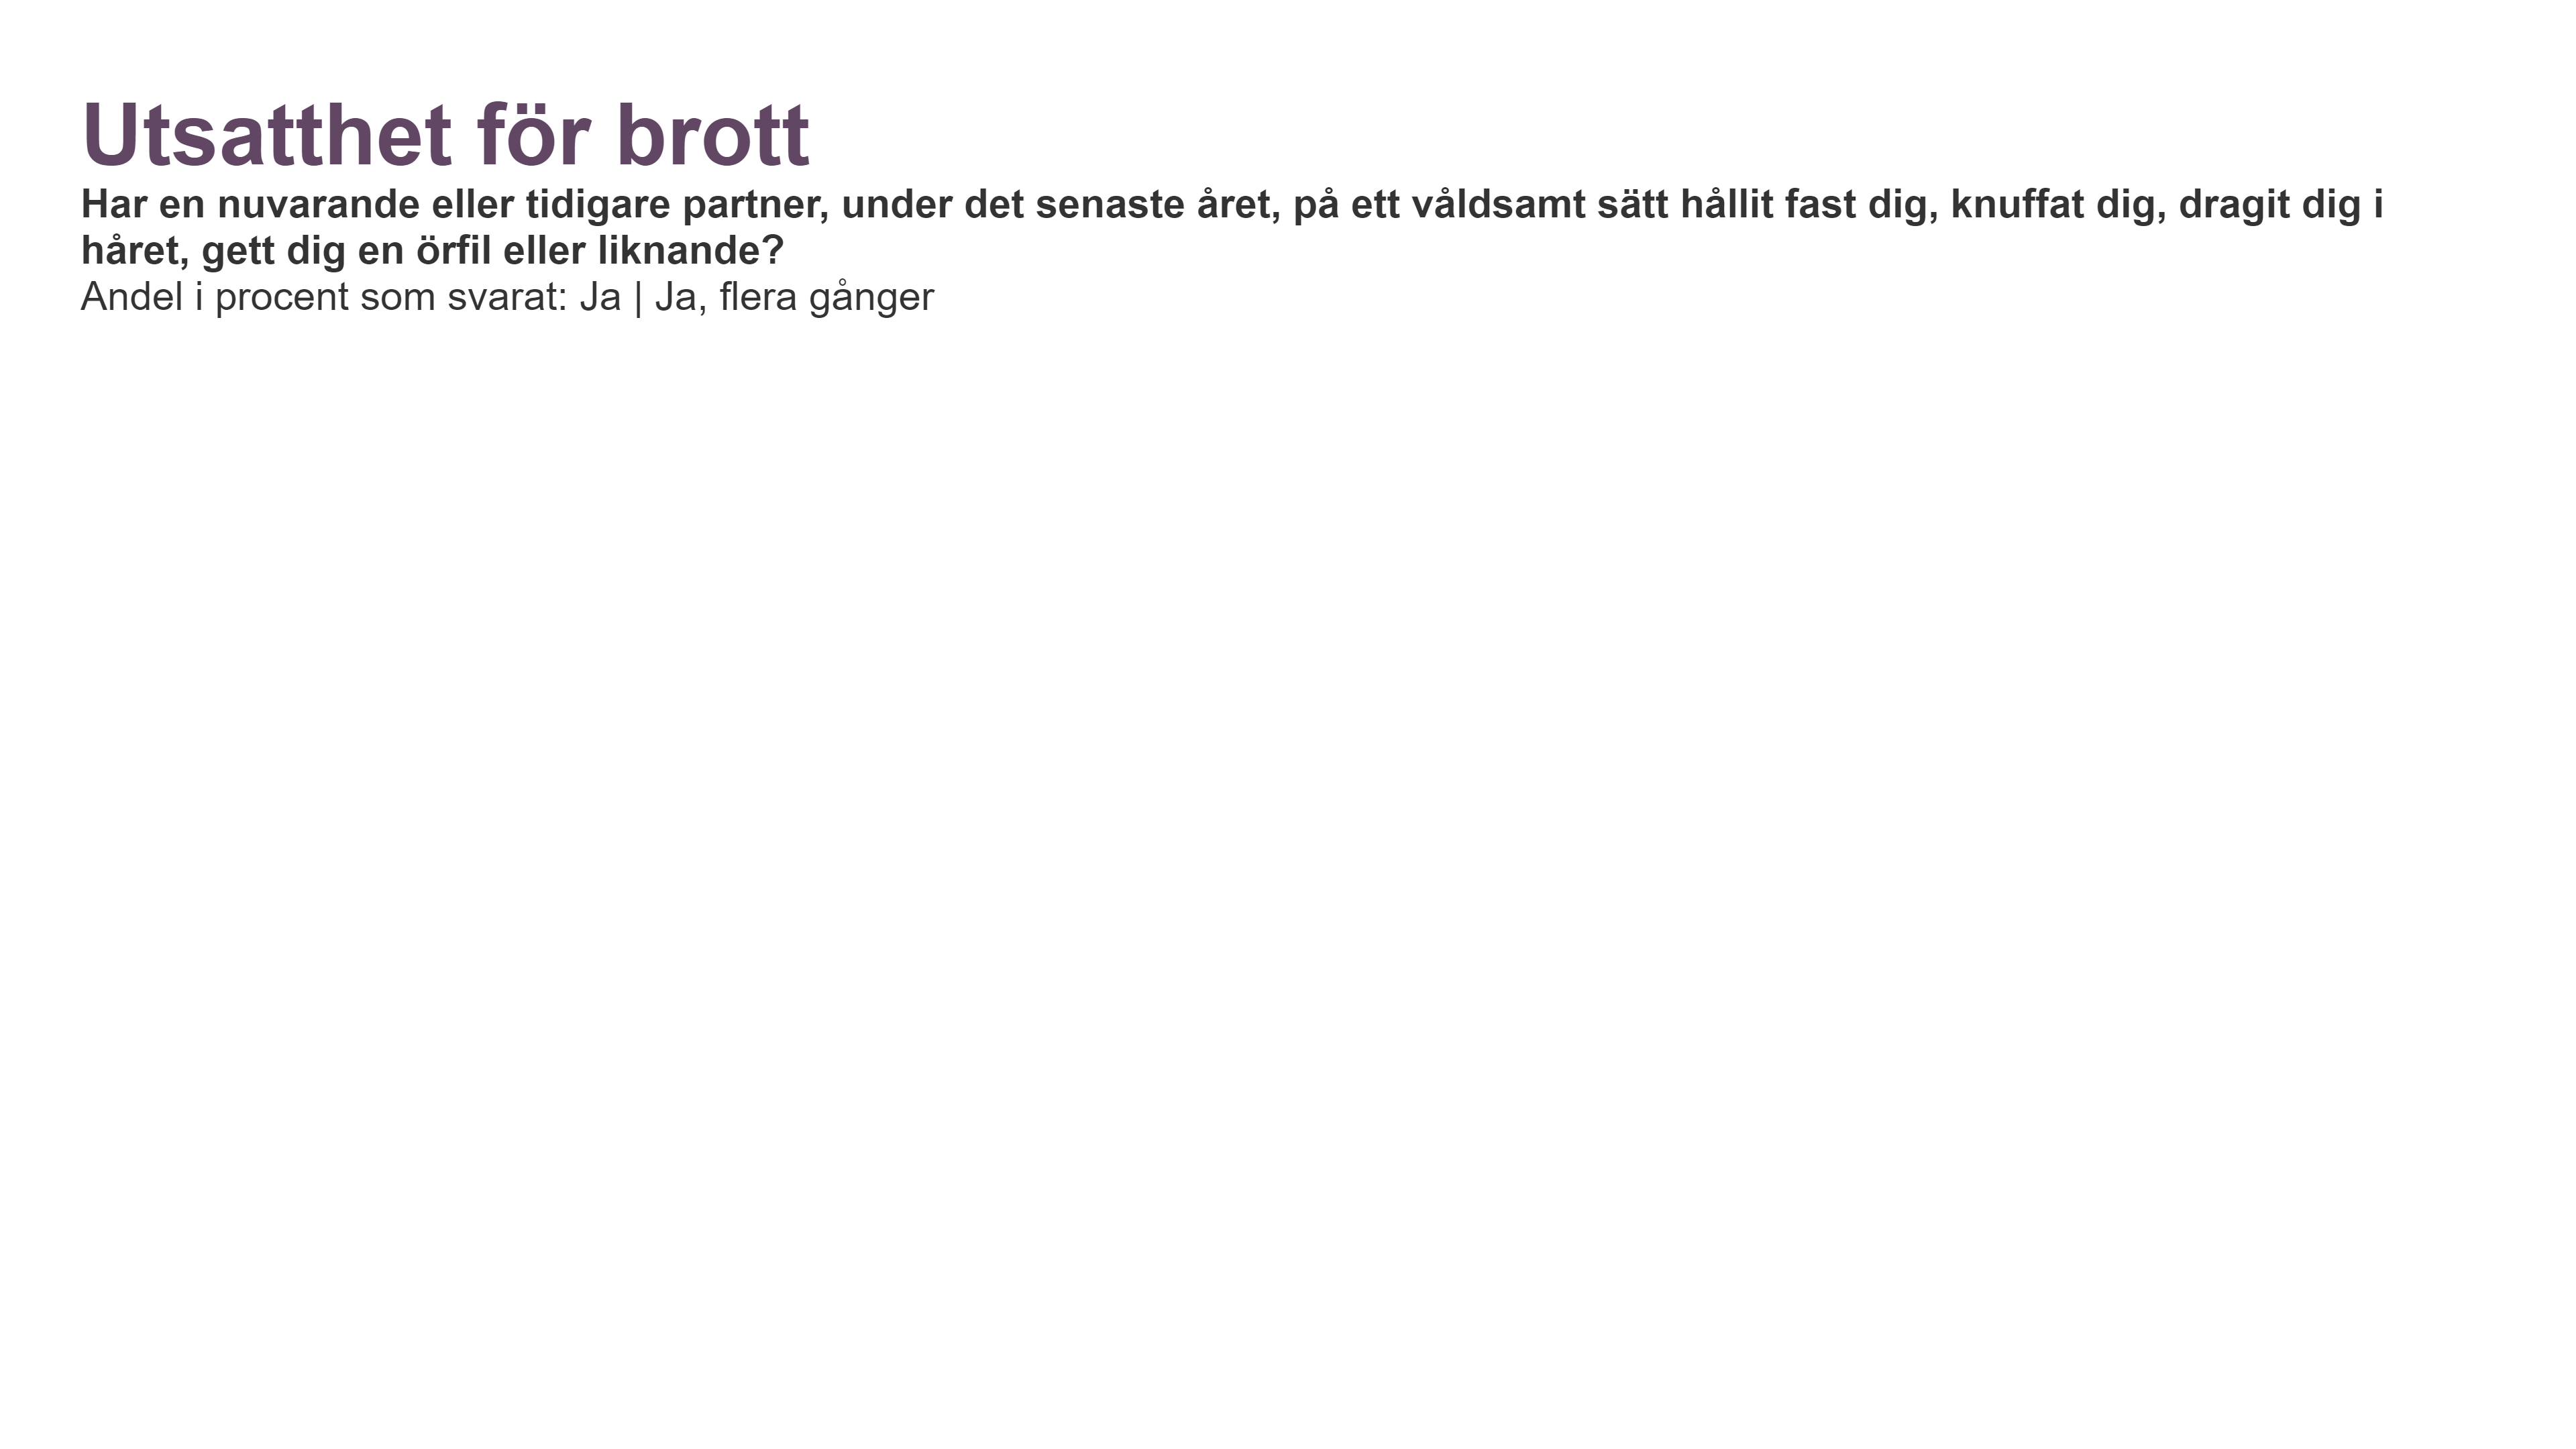 Utsatthet för brott
Har en nuvarande eller tidigare partner, under det senaste året, på ett våldsamt sätt hållit fast dig, knuffat dig, dragit dig i
håret, gett dig en örfil eller liknande?
Andel i procent som svarat: Ja | Ja, flera gånger